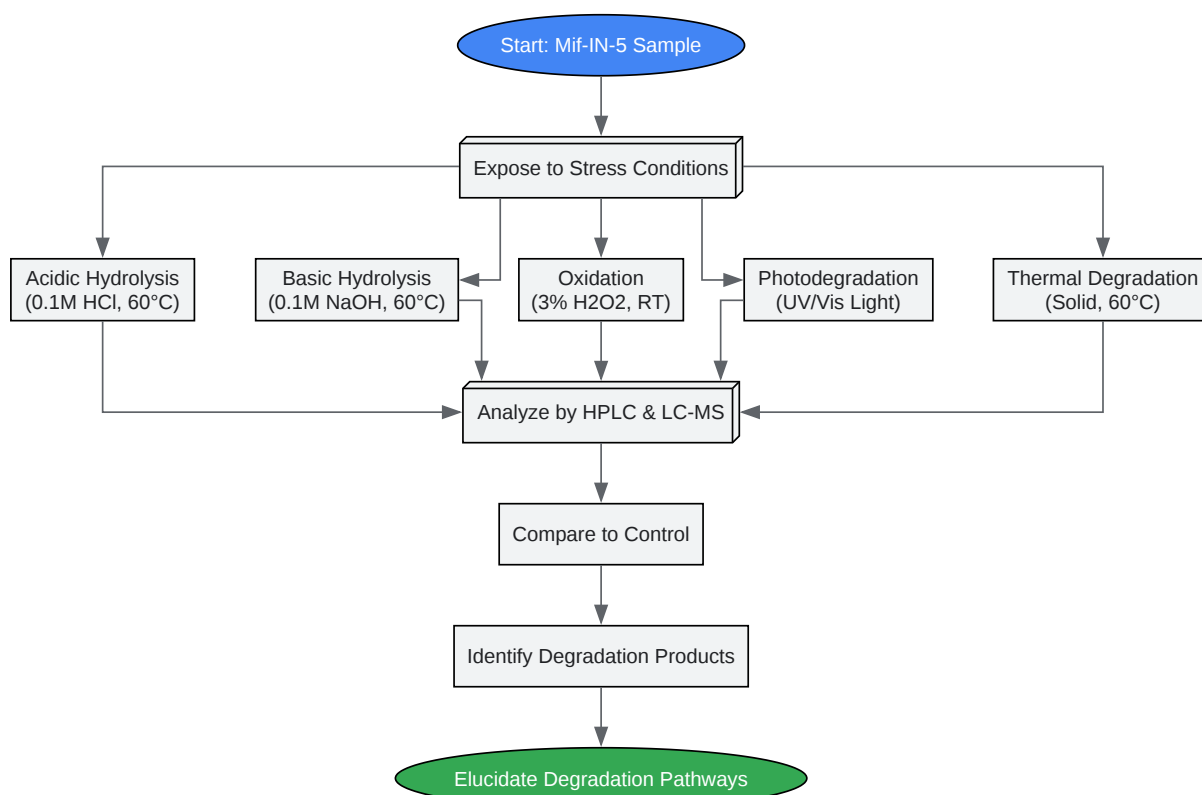 Start: Mif-IN-5 Sample
Expose to Stress Conditions
Acidic Hydrolysis
(0.1M HCl, 60°C)
Basic Hydrolysis
(0.1M NaOH, 60°C)
Oxidation
(3% H2O2, RT)
Photodegradation
(UV/Vis Light)
Thermal Degradation
(Solid, 60°C)
Analyze by HPLC & LC-MS
Compare to Control
Identify Degradation Products
Elucidate Degradation Pathways